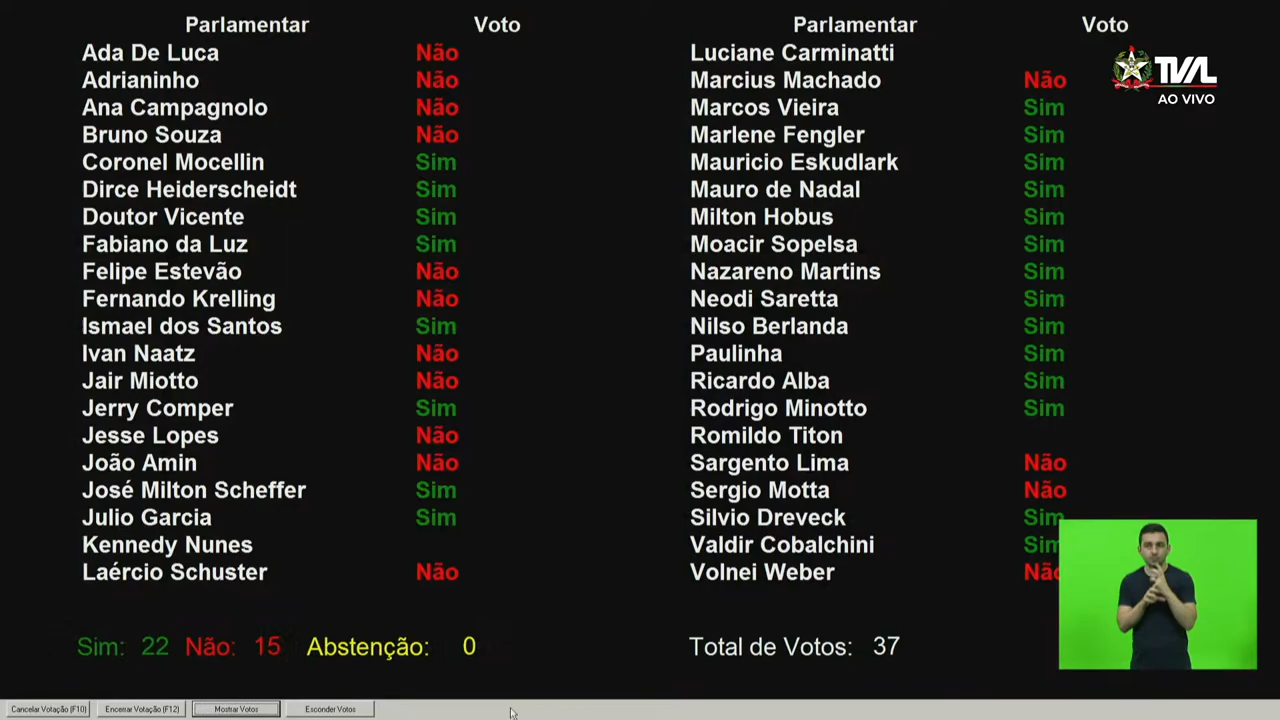 Parlamentar Voto Parlamentar Voto
Ada De Luca Não Luciane Carminatti
Adrianinho Não Marcius Machado Não
Ana Campagnolo Não Marcos Vieira Sim
Bruno Souza Não Marlene Fengler Sim
Coronel Mocellin Sim Mauricio Eskudlark Sim
Dirce Heiderscheidt Sim Mauro de Nadal Sim
Doutor Vicente Sim Milton Hobus Sim
Fabiano da Luz Sim Moacir Sopelsa Sim
Felipe Estevão Não Nazareno Martins Sim
Fernando Krelling Não Neodi Saretta Sim
Ismael dos Santos Sim Nilso Berlanda Sim
Ivan Naatz Não Paulinha Sim
Jair Miotto Não Ricardo Alba Sim
Jerry Comper Sim Rodrigo Minotto Sim
Jesse Lopes Não Romildo Titon
João Amin Não Sargento Lima Não
José Milton Scheffer Sim Sergio Motta Não
Julio Garcia Sim Silvio Dreveck Sim
Kennedy Nunes Valdir Cobalchini Sim
Laércio Schuster Não Volnei Weber Não
Sim: 22 Não: 15 Abstenção: 0 Total de Votos: 37
Cancelar Votação (F10) Encerrar Votação (F12) Mostrar Votos Esconder Votos
TVAL
AO VIVO